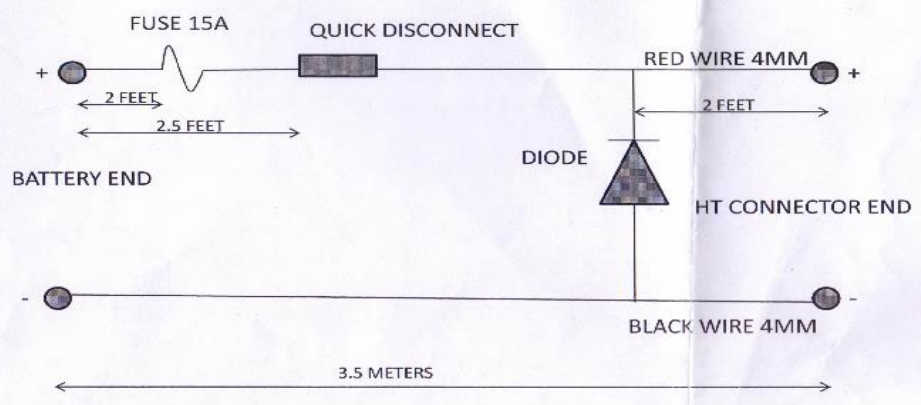 FUSE 15A
QUICK DISCONNECT
RED WIRE 4MM
+
+
2 FEET
2 FEET
2.5 FEET
DIODE
BATTERY END
HT CONNECTOR END
-
-
BLACK WIRE 4MM
3.5 METERS